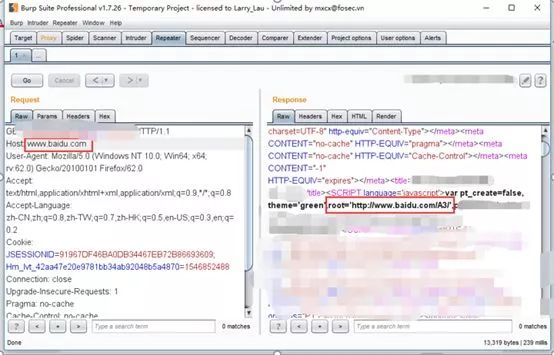 Burp Suite Professional v1.7.26 - Temporary Project - licensed to Larry_Lau - Unlimited by mxcx@fosec.vn
Burp Intruder Repeater Window Help
Target Proxy Spider Scanner Intruder Repeater Sequencer Decoder Comparer Extender Project options User options Alerts
1 × ...
Go Cancel < >
Request
Raw Params Headers Hex
HTTP/1.1
Host: www.baidu.com
User-Agent: Mozilla/5.0 (Windows NT 10.0; Win64; x64;
rv:62.0) Gecko/20100101 Firefox/62.0
Accept:
text/html,application/xhtml+xml,application/xml;q=0.9,*/*;q=0.8
Accept-Language:
zh-CN,zh;q=0.8,zh-TW;q=0.7,zh-HK;q=0.5,en-US;q=0.3,en;q=
0.2
Cookie:
JSESSIONID=91967DF46BA0DB34467EB72B86693609;
Hm_lvt_42aa47e20e9781bb34ab92048b5a4870=1546852488
Connection: close
Upgrade-Insecure-Requests: 1
Pragma: no-cache
Cache-Control: no-cache
? < + > Type a search term 0 matches
Response
Raw Headers Hex HTML Render
charset=UTF-8" http-equiv="Content-Type"></meta><meta
CONTENT="no-cache" HTTP-EQUIV="pragma"></meta><meta
CONTENT="no-cache" HTTP-EQUIV="Cache-Control"></meta><meta
CONTENT="-1"
HTTP-EQUIV="expires"></meta><title>
title><SCRIPT language="javascript">var pt_create=false,
theme='green',root='http://www.baidu.com/A3/',
? < + > Type a search term 0 matches
Done
13,319 bytes | 239 millis